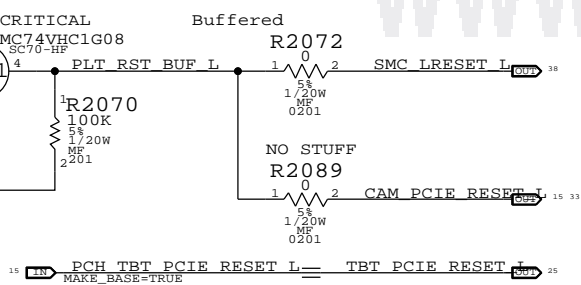 CRITICAL
Buffered
MC74VHC1G08
SC70-HF
R2072
0
4
PLT_RST_BUF_L
1
2
SMC_LRESET_L
OUT
38
5%
1/20W
MF
0201
1
R2070
100K
5%
1/20W
MF
201
2
NO STUFF
R2089
0
1
2
CAM_PCIE_RESET_L
OUT
15 33
5%
1/20W
MF
0201
15
IN
PCH_TBT_PCIE_RESET_L
TBT_PCIE_RESET_L
OUT
25
MAKE_BASE=TRUE